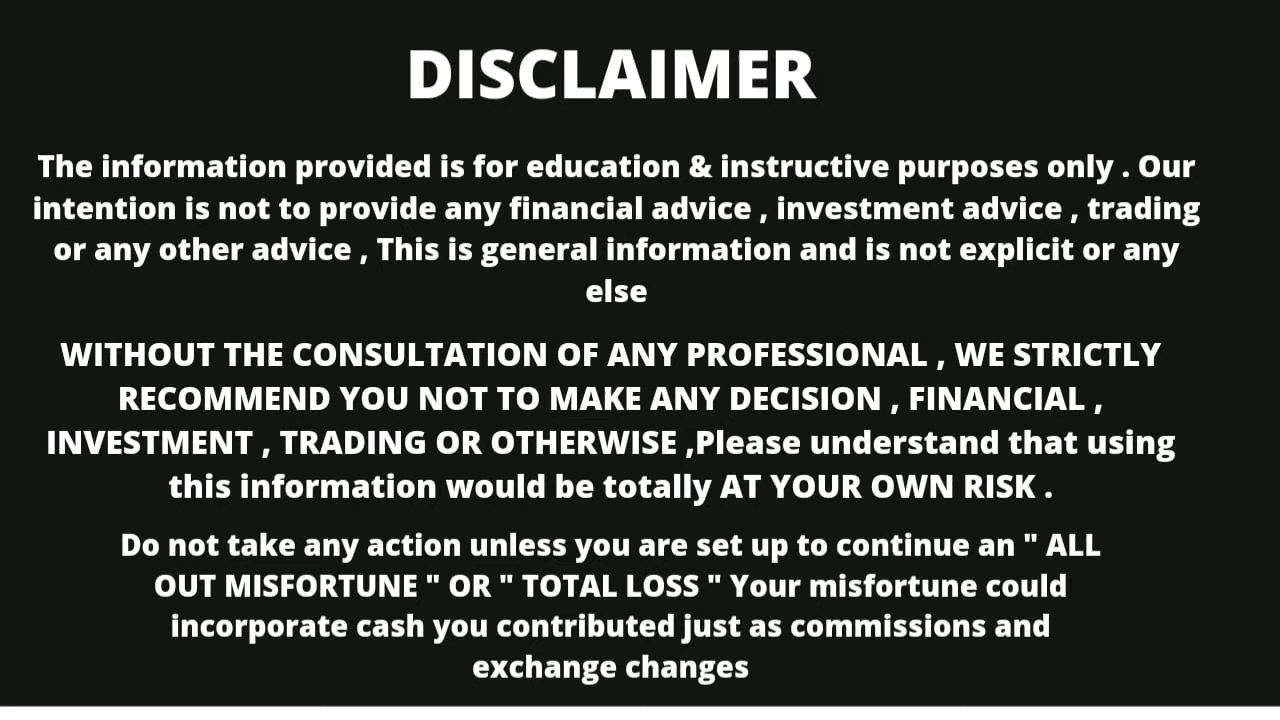 DISCLAIMER
The information provided is for education & instructive purposes only . Our
intention is not to provide any financial advice , investment advice , trading
or any other advice , This is general information and is not explicit or any
else
WITHOUT THE CONSULTATION OF ANY PROFESSIONAL , WE STRICTLY
RECOMMEND YOU NOT TO MAKE ANY DECISION , FINANCIAL ,
INVESTMENT , TRADING OR OTHERWISE ,Please understand that using
this information would be totally AT YOUR OWN RISK .
Do not take any action unless you are set up to continue an " ALL
OUT MISFORTUNE " OR " TOTAL LOSS " Your misfortune could
incorporate cash you contributed just as commissions and
exchange changes